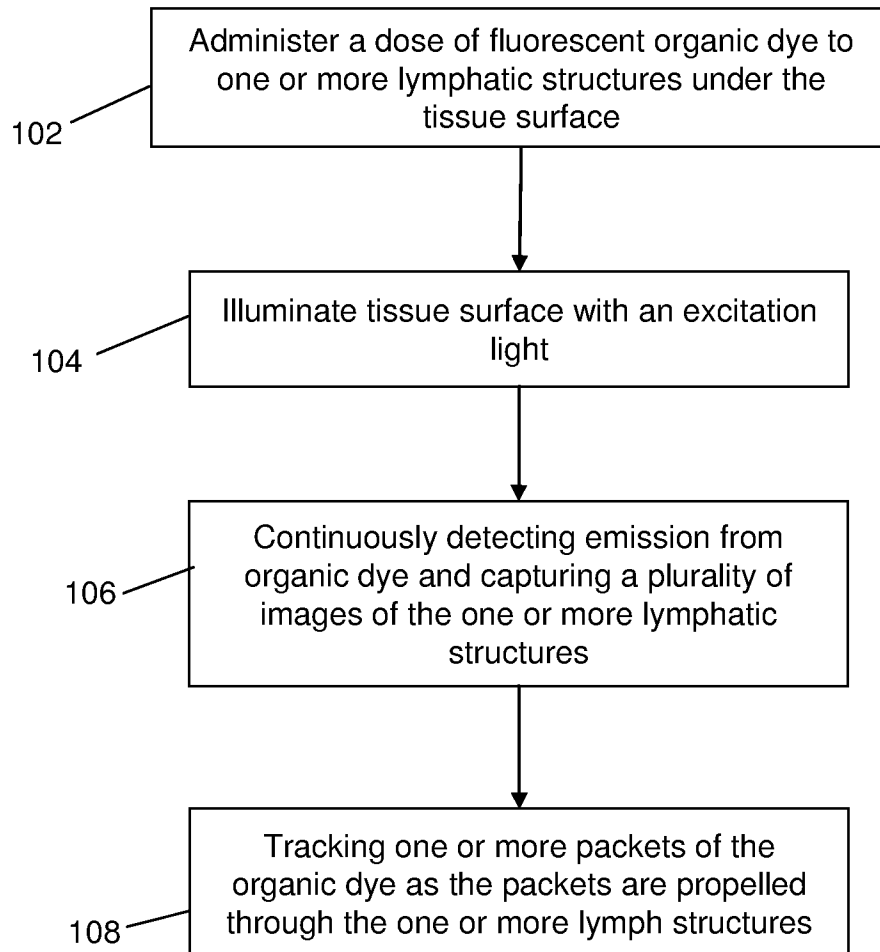 Administer a dose of fluorescent organic dye to
one or more lymphatic structures under the
tissue surface
102
Illuminate tissue surface with an excitation
light
104
Continuously detecting emission from
organic dye and capturing a plurality of
images of the one or more lymphatic
structures
106
Tracking one or more packets of the
organic dye as the packets are propelled
through the one or more lymph structures
108